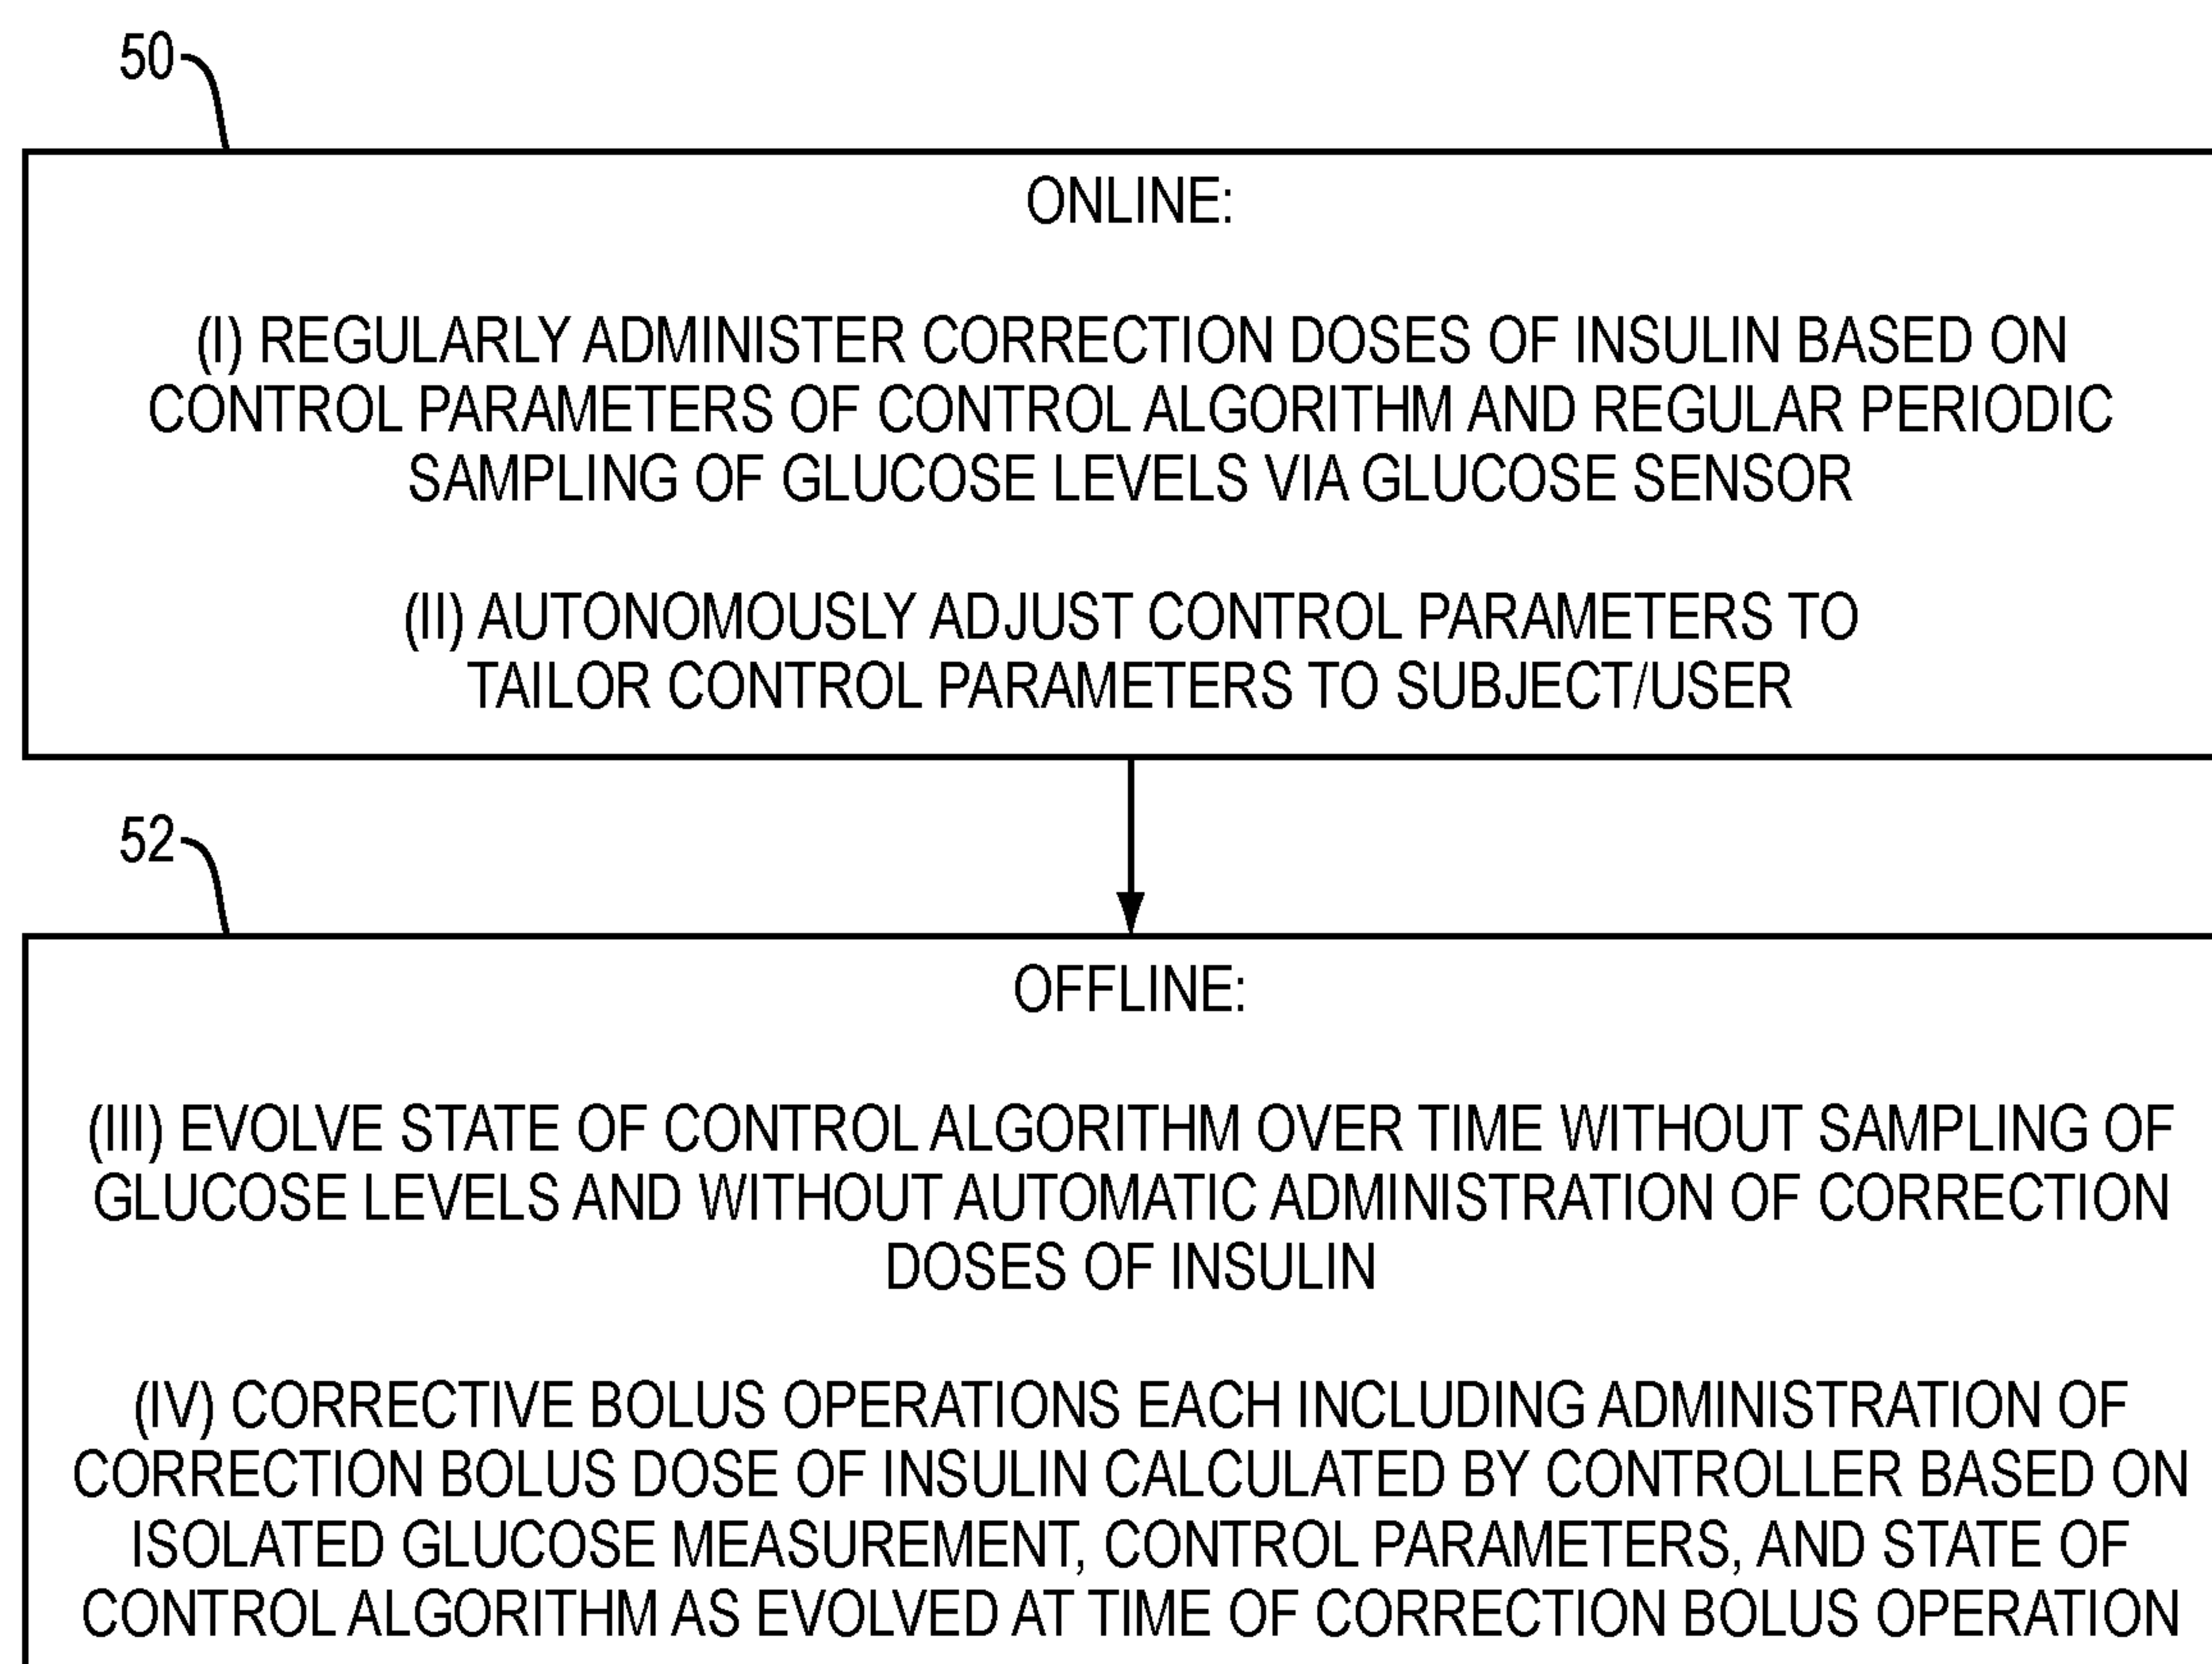 50
ONLINE:
(I) REGULARLY ADMINISTER CORRECTION DOSES OF INSULIN BASED ON
CONTROL PARAMETERS OF CONTROL ALGORITHM AND REGULAR PERIODIC
SAMPLING OF GLUCOSE LEVELS VIA GLUCOSE SENSOR
(II) AUTONOMOUSLY ADJUST CONTROL PARAMETERS TO
TAILOR CONTROL PARAMETERS TO SUBJECT/USER
52
OFFLINE:
(III) EVOLVE STATE OF CONTROL ALGORITHM OVER TIME WITHOUT SAMPLING OF
GLUCOSE LEVELS AND WITHOUT AUTOMATIC ADMINISTRATION OF CORRECTION
DOSES OF INSULIN
(IV) CORRECTIVE BOLUS OPERATIONS EACH INCLUDING ADMINISTRATION OF
CORRECTION BOLUS DOSE OF INSULIN CALCULATED BY CONTROLLER BASED ON
ISOLATED GLUCOSE MEASUREMENT, CONTROL PARAMETERS, AND STATE OF
CONTROL ALGORITHM AS EVOLVED AT TIME OF CORRECTION BOLUS OPERATION